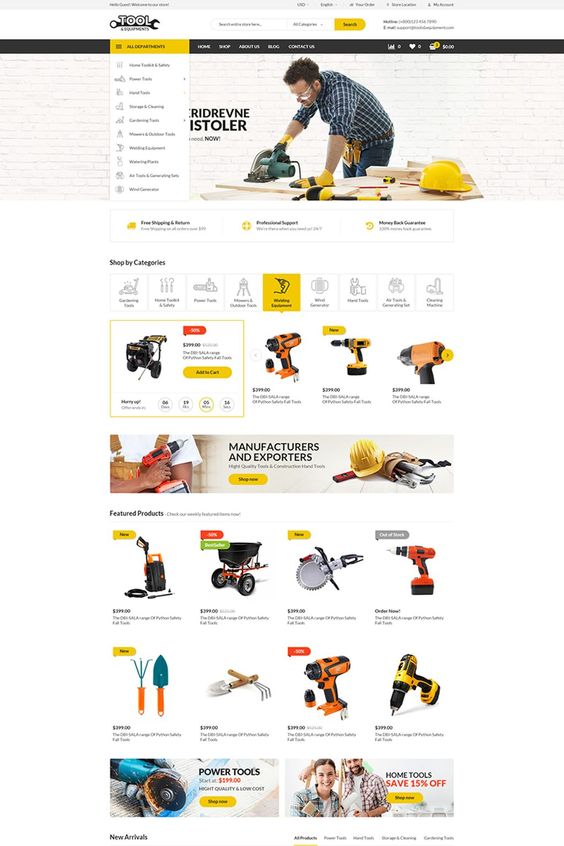 Hello Guest! Welcome to our store!
USD
English
Your Order
Store Location
My Account
TOOL
& EQUIPMENTS
Search entire store here...
All Categories
Search
Hotline: (+800)123 456 7890
E-mail: support@tools&equipment.com
ALL DEPARTMENTS
HOME
SHOP
ABOUT US
BLOG
CONTACT US
0
0
$0.00
Home Toolkit & Safety
Power Tools
Hand Tools
Storage & Cleaning
Gardening Tools
Mowers & Outdoor Tools
Welding Equipment
Watering Plants
Air Tools & Generating Sets
Wind Generator
ERIDREVNE
ISTOLER
need, NOW!
Free Shipping & Return
Free Shipping on all orders over $99
Professional Support
We're there when you need us! 24/7
Money Back Guarantee
100% money back guarantee.
Shop by Categories
Gardening
Tools
Home Toolkit
& Safety
Power Tools
Mowers &
Outdoor Tools
Welding
Equipment
Wind
Generator
Hand Tools
Air Tools &
Generating Set
Cleaning
Machine
-50%
$399.00 $525.00
The DBI-SALA range
Of Python Safety Fall Tools
Add to Cart
Hurry up!
Offer ends in:
06 Days
19 Hrs
05 Mins
16 Secs
$399.00
The DBI-SALA range
Of Python Safety Fall Tools
New
$399.00
The DBI-SALA range
Of Python Safety Fall Tools
$399.00
The DBI-SALA range
Of Python Safety Fall Tools
MANUFACTURERS
AND EXPORTERS
Hight Quality Tools & Construction Hand Tools
Shop now
Featured Products - Check our weekly featured items now!
New
$399.00
The DBI-SALA range Of Python Safety
Fall Tools
-50%
BestSeller
$399.00 $525.00
The DBI-SALA range Of Python Safety
Fall Tools
New
$399.00
The DBI-SALA range Of Python Safety
Fall Tools
Out of Stock
Order Now!
The DBI-SALA range Of Python Safety
Fall Tools
New
$399.00
The DBI-SALA range Of Python Safety
Fall Tools
$399.00
The DBI-SALA range Of Python Safety
Fall Tools
-50%
$399.00 $525.00
The DBI-SALA range Of Python Safety
Fall Tools
$399.00
The DBI-SALA range Of Python Safety
Fall Tools
POWER TOOLS
Start at: $199.00
HIGHT QUALITY & LOW COST
Shop now
HOME TOOLS
SAVE 15% OFF
Shop now
New Arrivals
All Products
Power Tools
Hand Tools
Storage & Cleaning
Gardening Tools